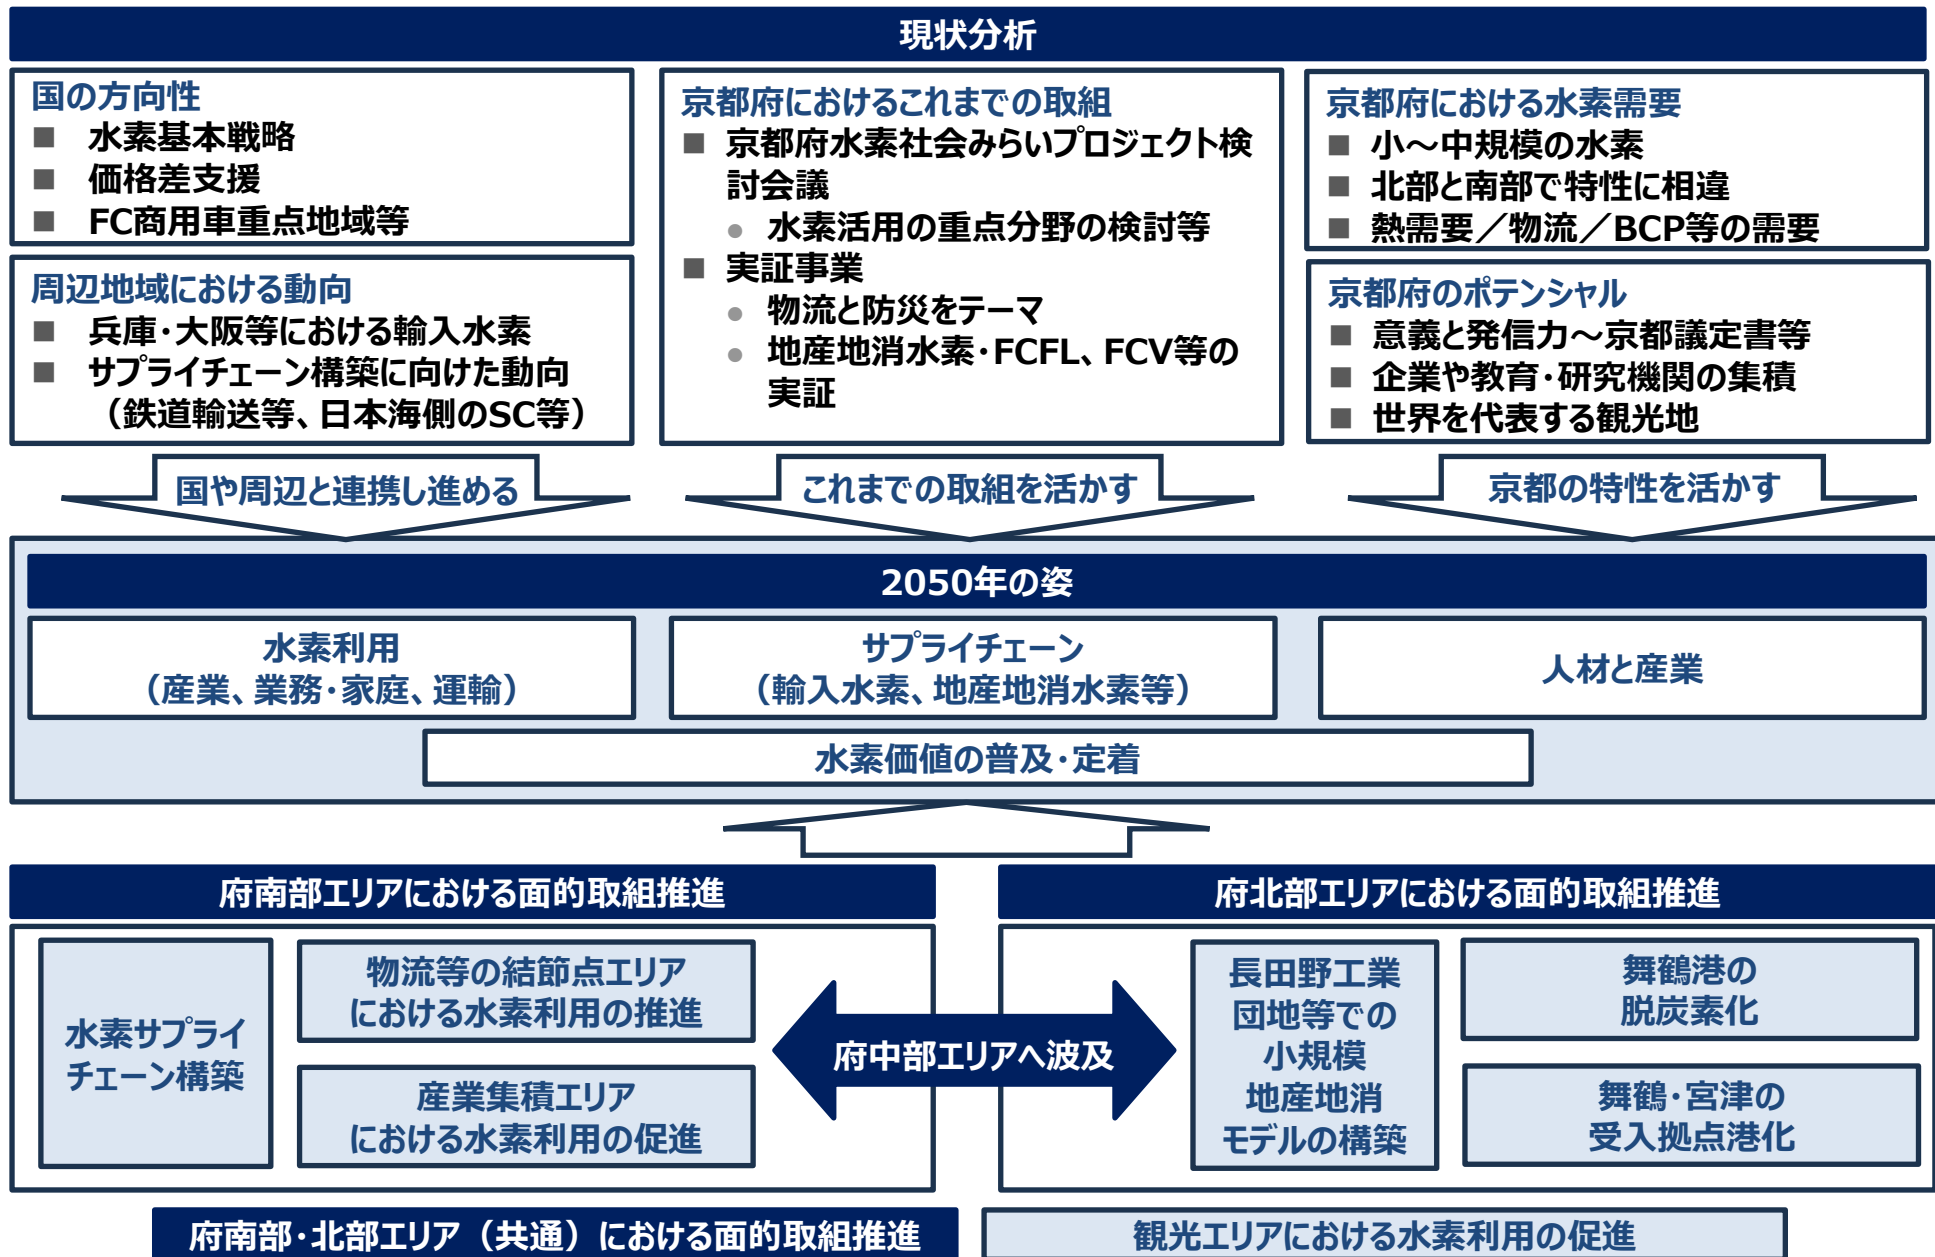 現状分析
国の方向性
■ 水素基本戦略
■ 価格差支援
■ FC商用車重点地域等
周辺地域における動向
■ 兵庫・大阪等における輸入水素
■ サプライチェーン構築に向けた動向
（鉄道輸送等、日本海側のSC等）
京都府におけるこれまでの取組
■ 京都府水素社会みらいプロジェクト検
討会議
● 水素活用の重点分野の検討等
■ 実証事業
● 物流と防災をテーマ
● 地産地消水素・FCFL、FCV等の
実証
京都府における水素需要
■ 小～中規模の水素
■ 北部と南部で特性に相違
■ 熱需要／物流／BCP等の需要
京都府のポテンシャル
■ 意義と発信力～京都議定書等
■ 企業や教育・研究機関の集積
■ 世界を代表する観光地
国や周辺と連携し進める
これまでの取組を活かす
京都の特性を活かす
2050年の姿
水素利用
（産業、業務・家庭、運輸）
サプライチェーン
（輸入水素、地産地消水素等）
人材と産業
水素価値の普及・定着
府南部エリアにおける面的取組推進
水素サプライ
チェーン構築
物流等の結節点エリア
における水素利用の推進
産業集積エリア
における水素利用の促進
府中部エリアへ波及
府北部エリアにおける面的取組推進
長田野工業
団地等での
小規模
地産地消
モデルの構築
舞鶴港の
脱炭素化
舞鶴・宮津の
受入拠点港化
府南部・北部エリア（共通）における面的取組推進
観光エリアにおける水素利用の促進